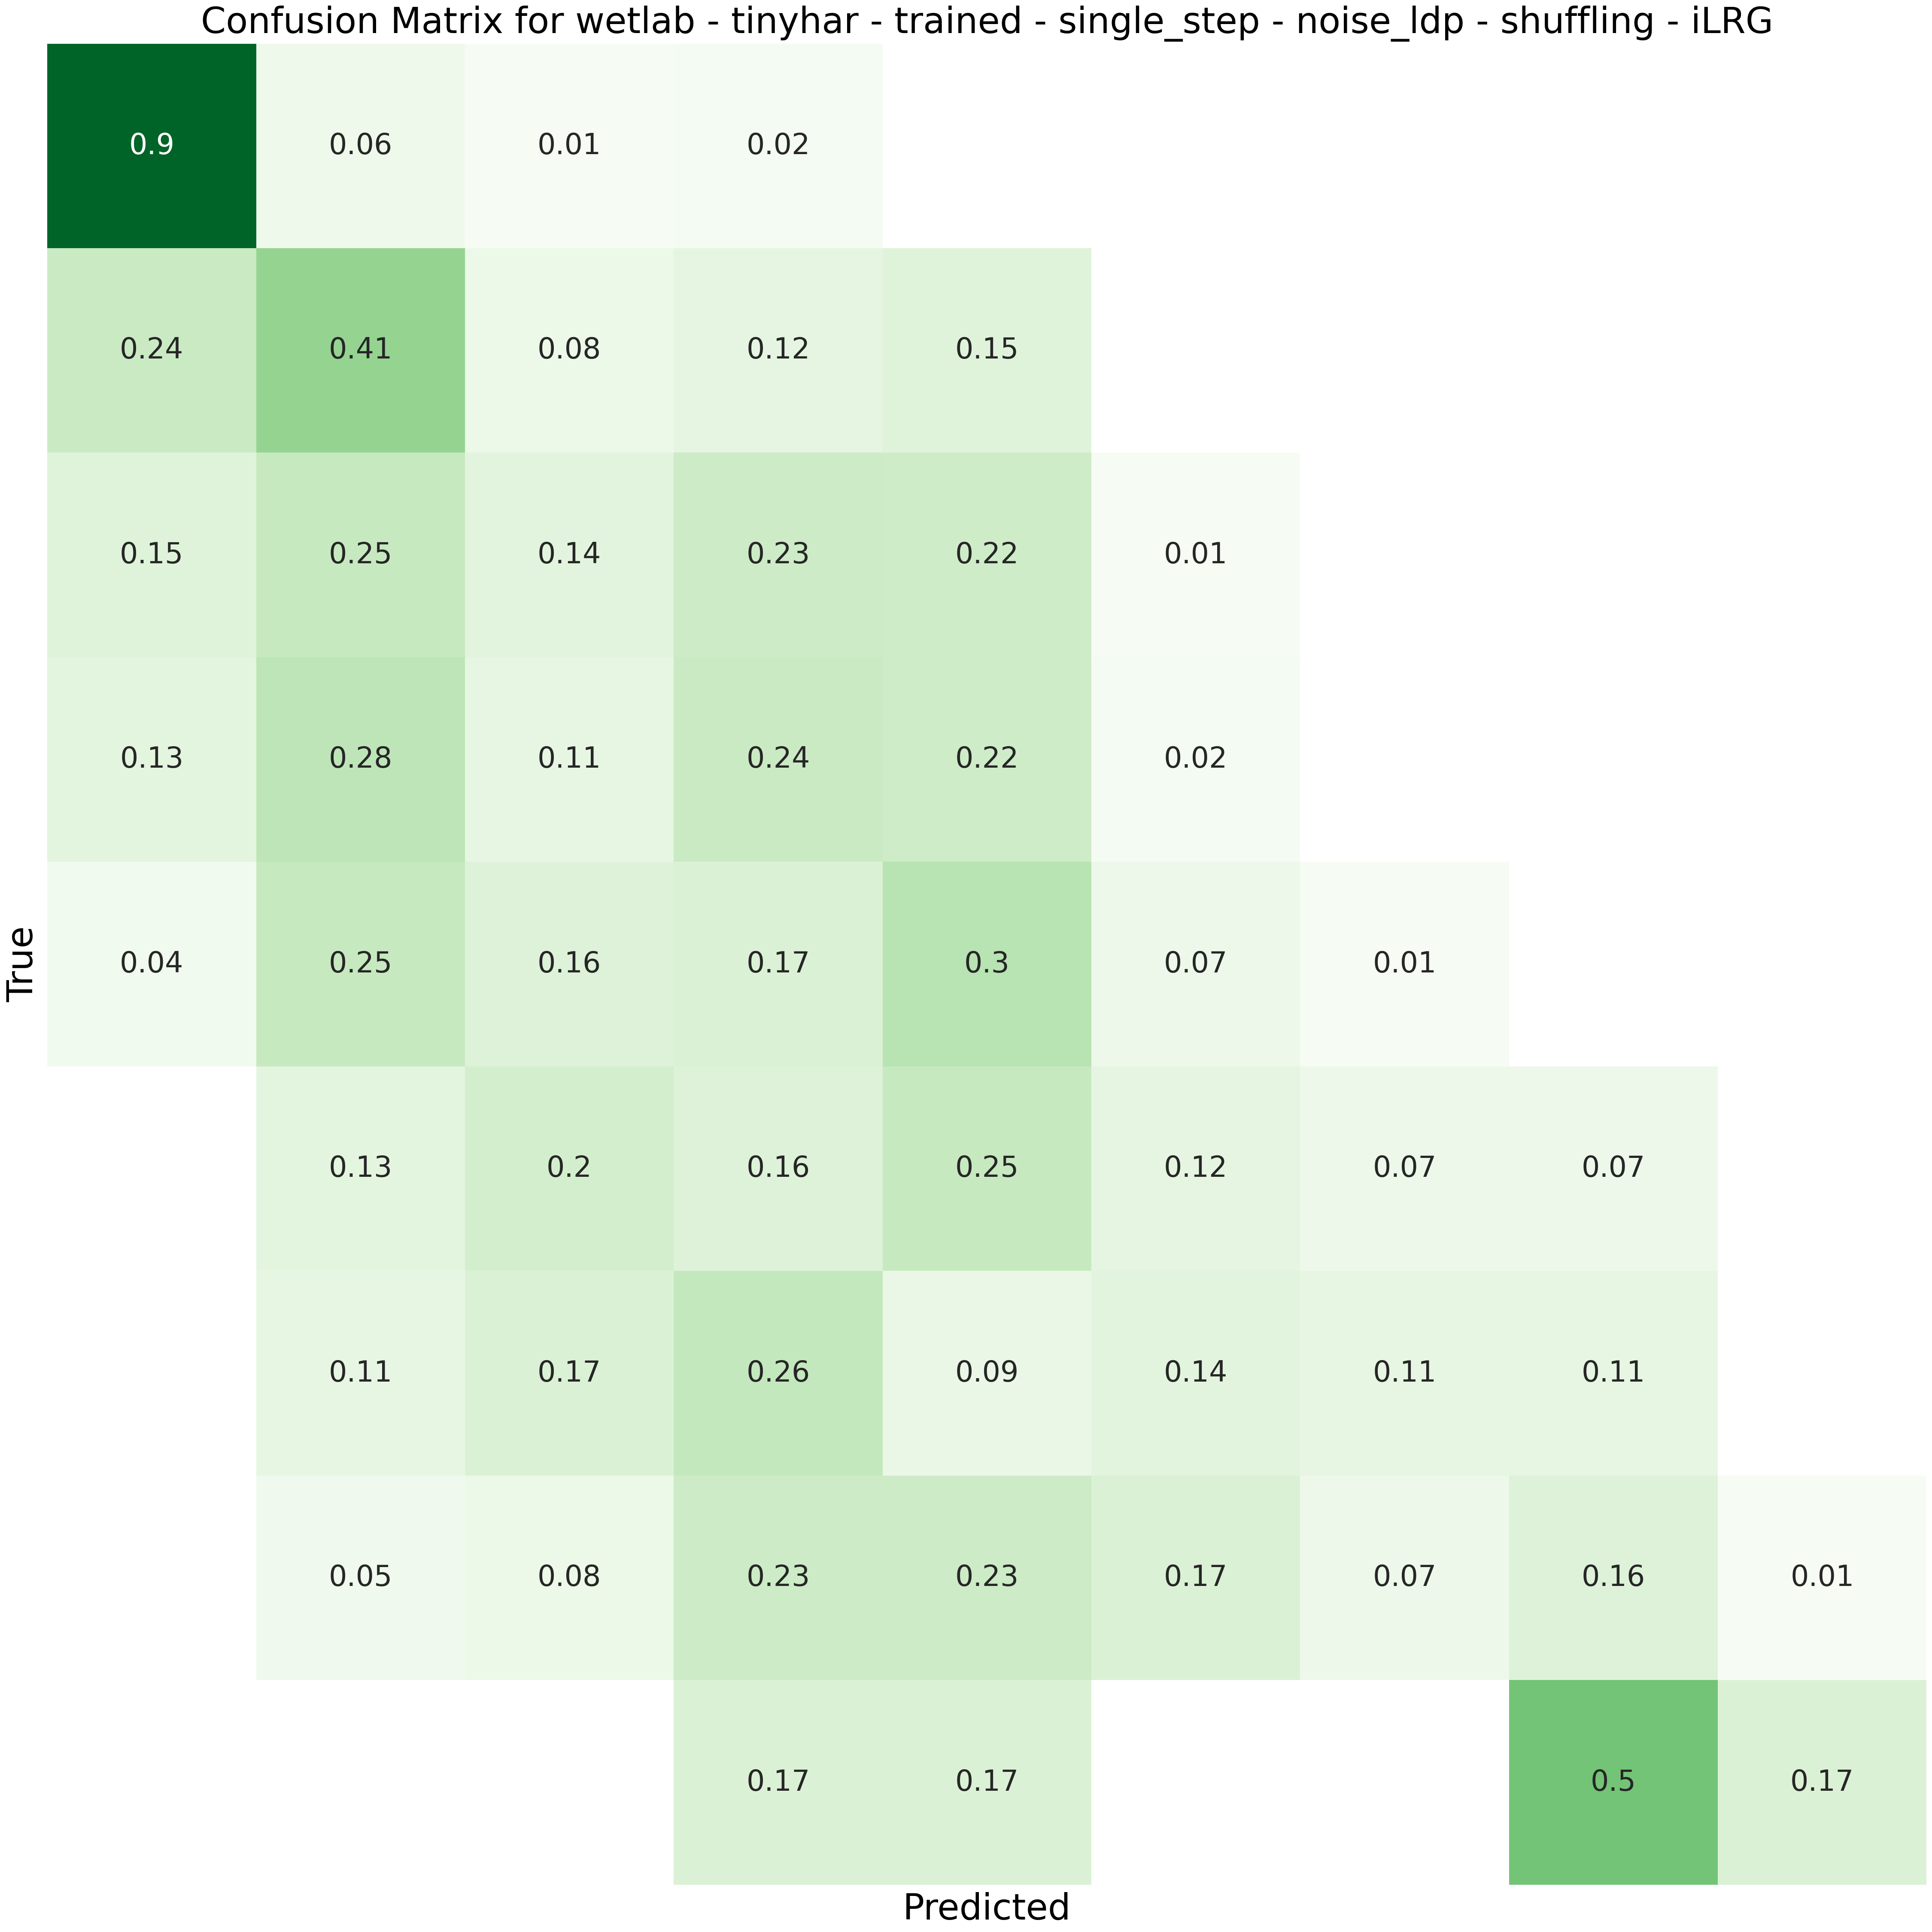 Confusion Matrix for wetlab - tinyhar - trained - single_step - noise_ldp - shuffling - iLRG
0.9 0.06 0.01 0.02
0.24 0.41 0.08 0.12 0.15
0.15 0.25 0.14 0.23 0.22 0.01
0.13 0.28 0.11 0.24 0.22 0.02
0.04 0.25 0.16 0.17 0.3 0.07 0.01
0.13 0.2 0.16 0.25 0.12 0.07 0.07
0.11 0.17 0.26 0.09 0.14 0.11 0.11
0.05 0.08 0.23 0.23 0.17 0.07 0.16 0.01
0.17 0.17 0.5 0.17
True
Predicted